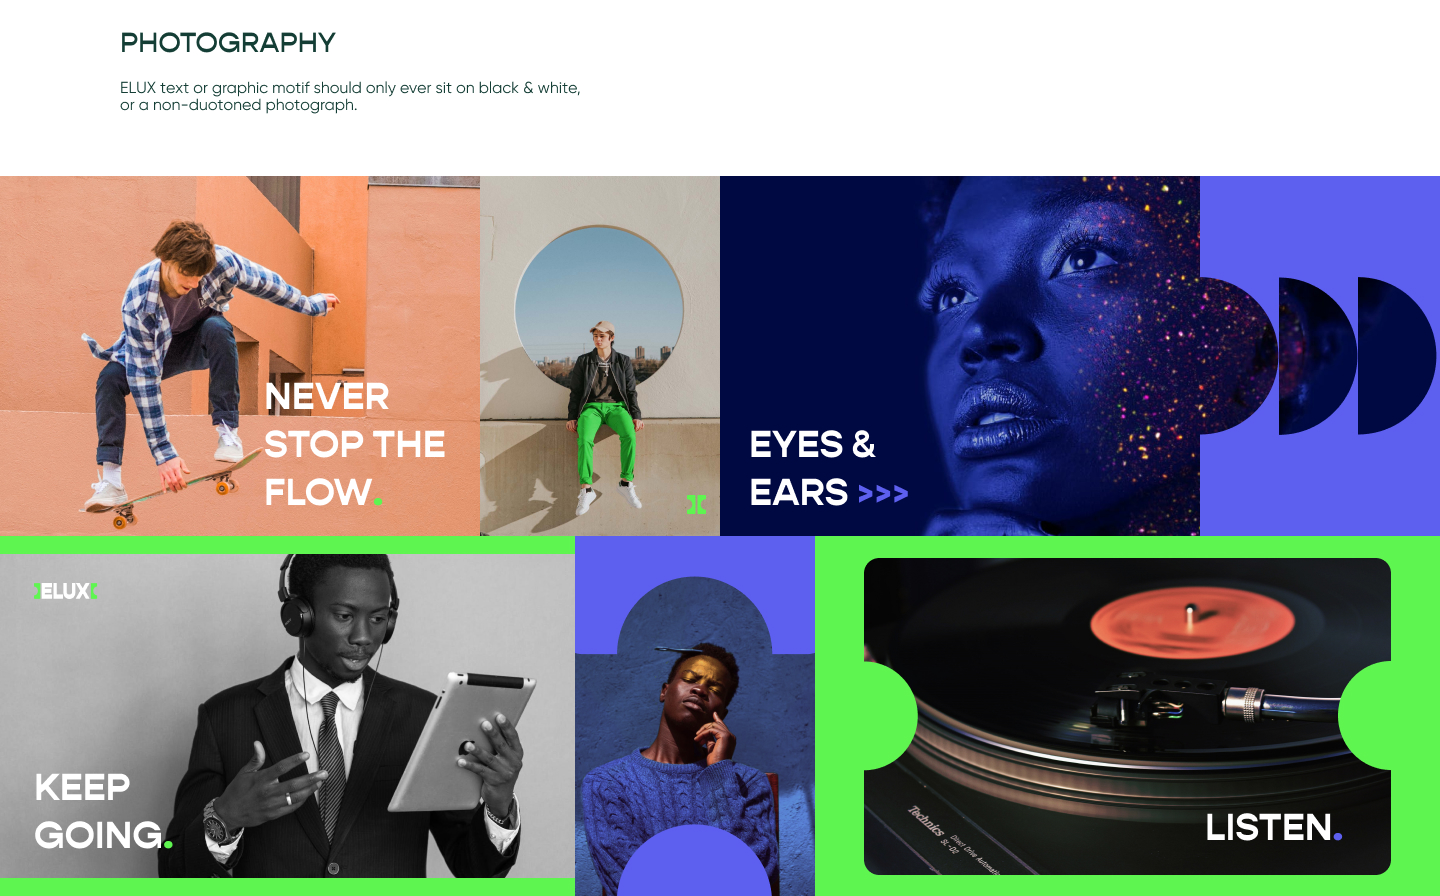 PHOTOGRAPHY
ELUX text or graphic motif should only ever sit on black & white,
or a non-duotoned photograph.
NEVER
STOP THE
FLOW.
EYES &
EARS >>>
ELUX
KEEP
GOING.
Technics
Direct Drive Automatic
SL-D2
LISTEN.